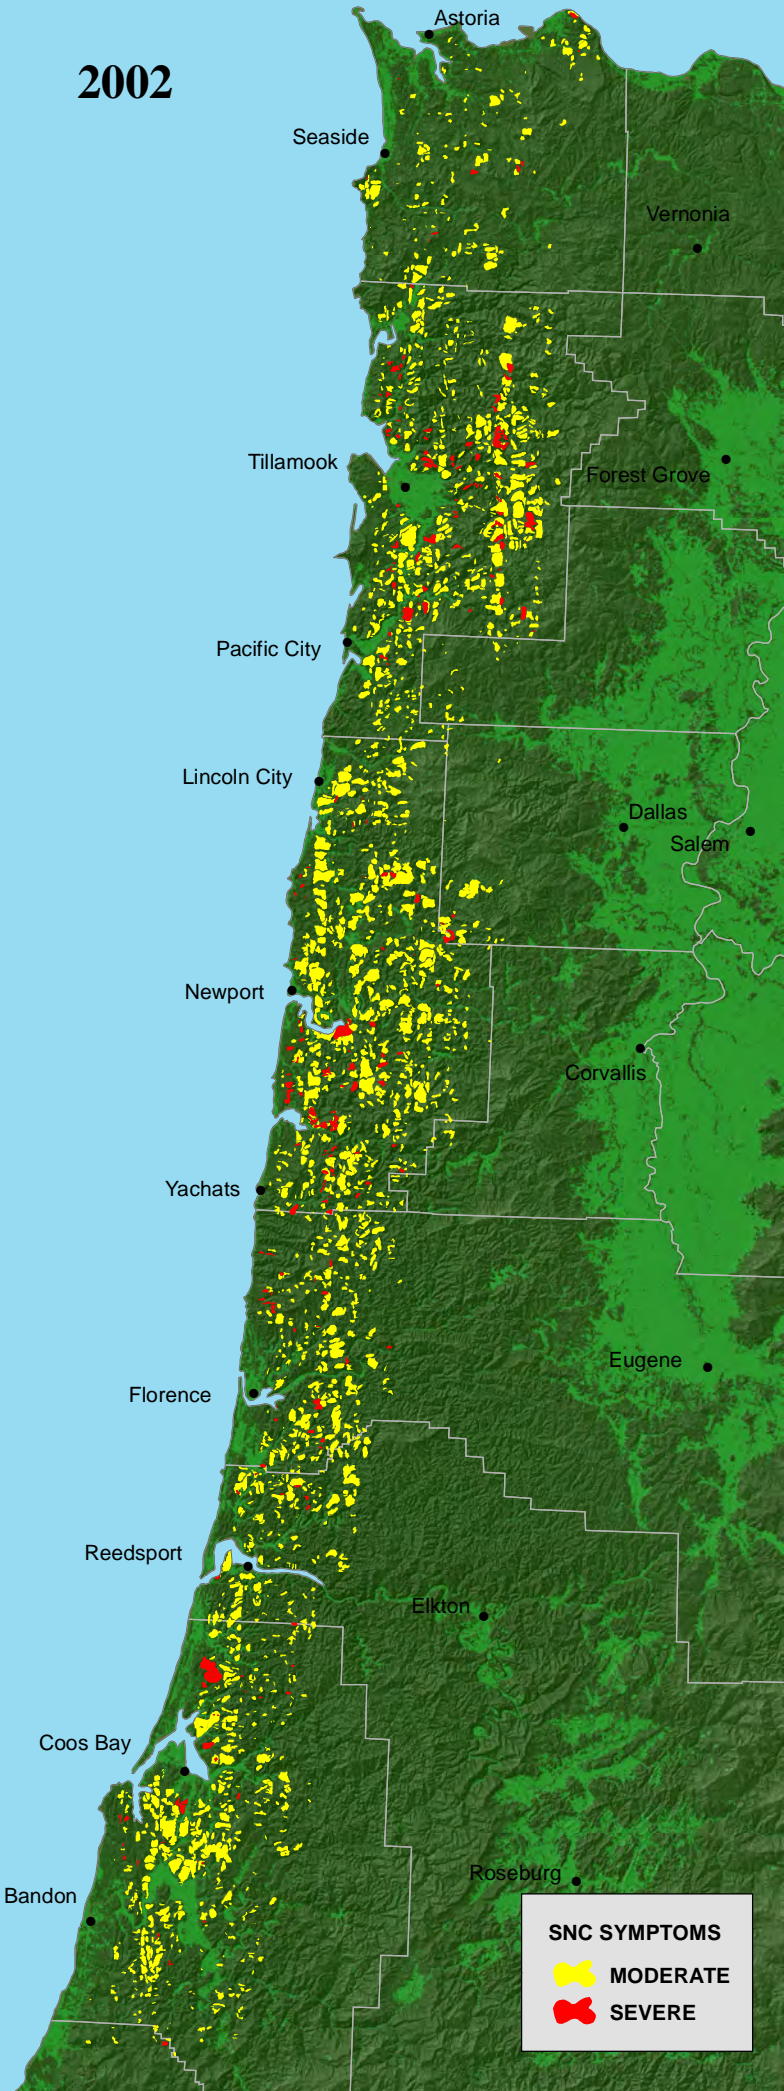 Astoria
2002
Seaside
Vernonia
Tillamook
Forest Grove
Pacific City
Lincoln City
Dallas
Salem
Newport
Corvallis
Yachats
Eugene
Florence
Reedsport
Elkton
Coos Bay
Roseburg
Bandon
SNC SYMPTOMS
MODERATE
SEVERE